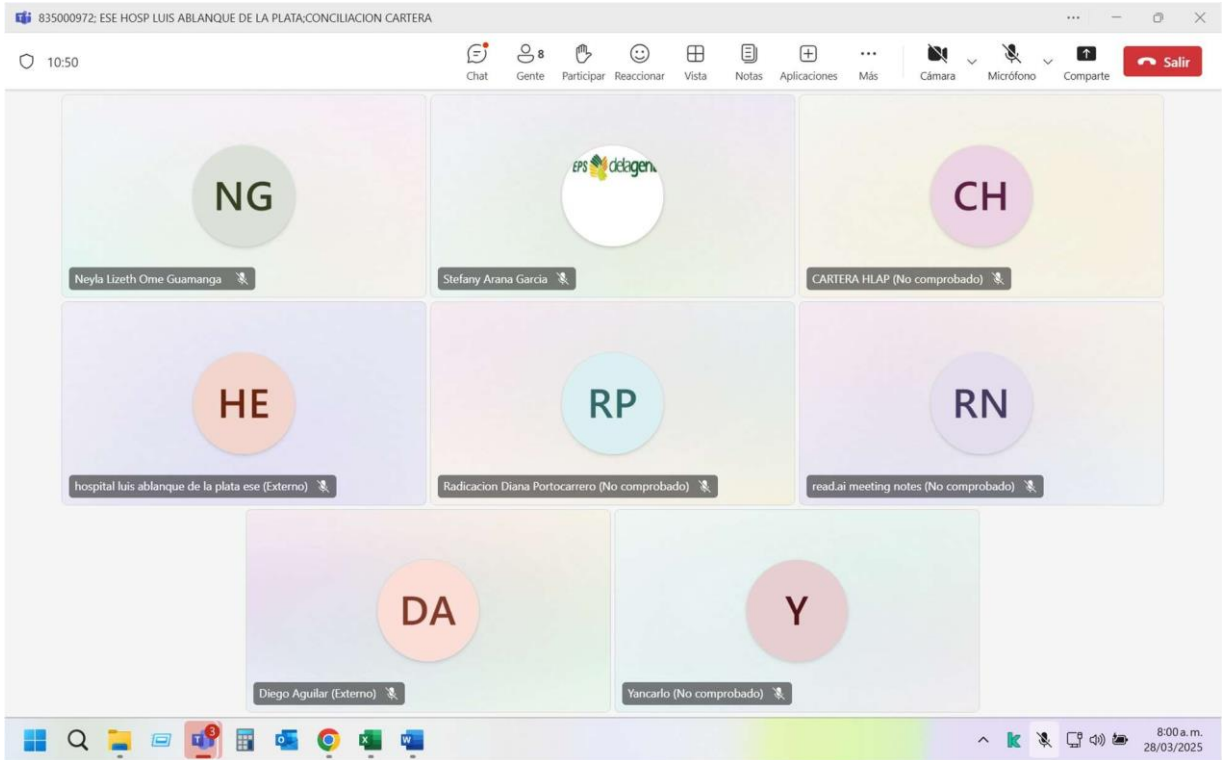 835000972; ESE HOSP LUIS ABLANQUE DE LA PLATA;CONCILIACION CARTERA
10:50
Chat
8
Gente
Participar
Reaccionar
Vista
Notas
Aplicaciones
Más
Cámara
Micrófono
Comparte
Salir
NG
Neyla Lizeth Ome Guamanga
EPS delagen
Stefany Arana Garcia
CH
CARTERA HLAP (No comprobado)
HE
hospital luis ablanque de la plata ese (Externo)
RP
Radicacion Diana Portocarrero (No comprobado)
RN
read.ai meeting notes (No comprobado)
DA
Diego Aguilar (Externo)
Y
Yancarlo (No comprobado)
3
8:00 a. m.
28/03/2025